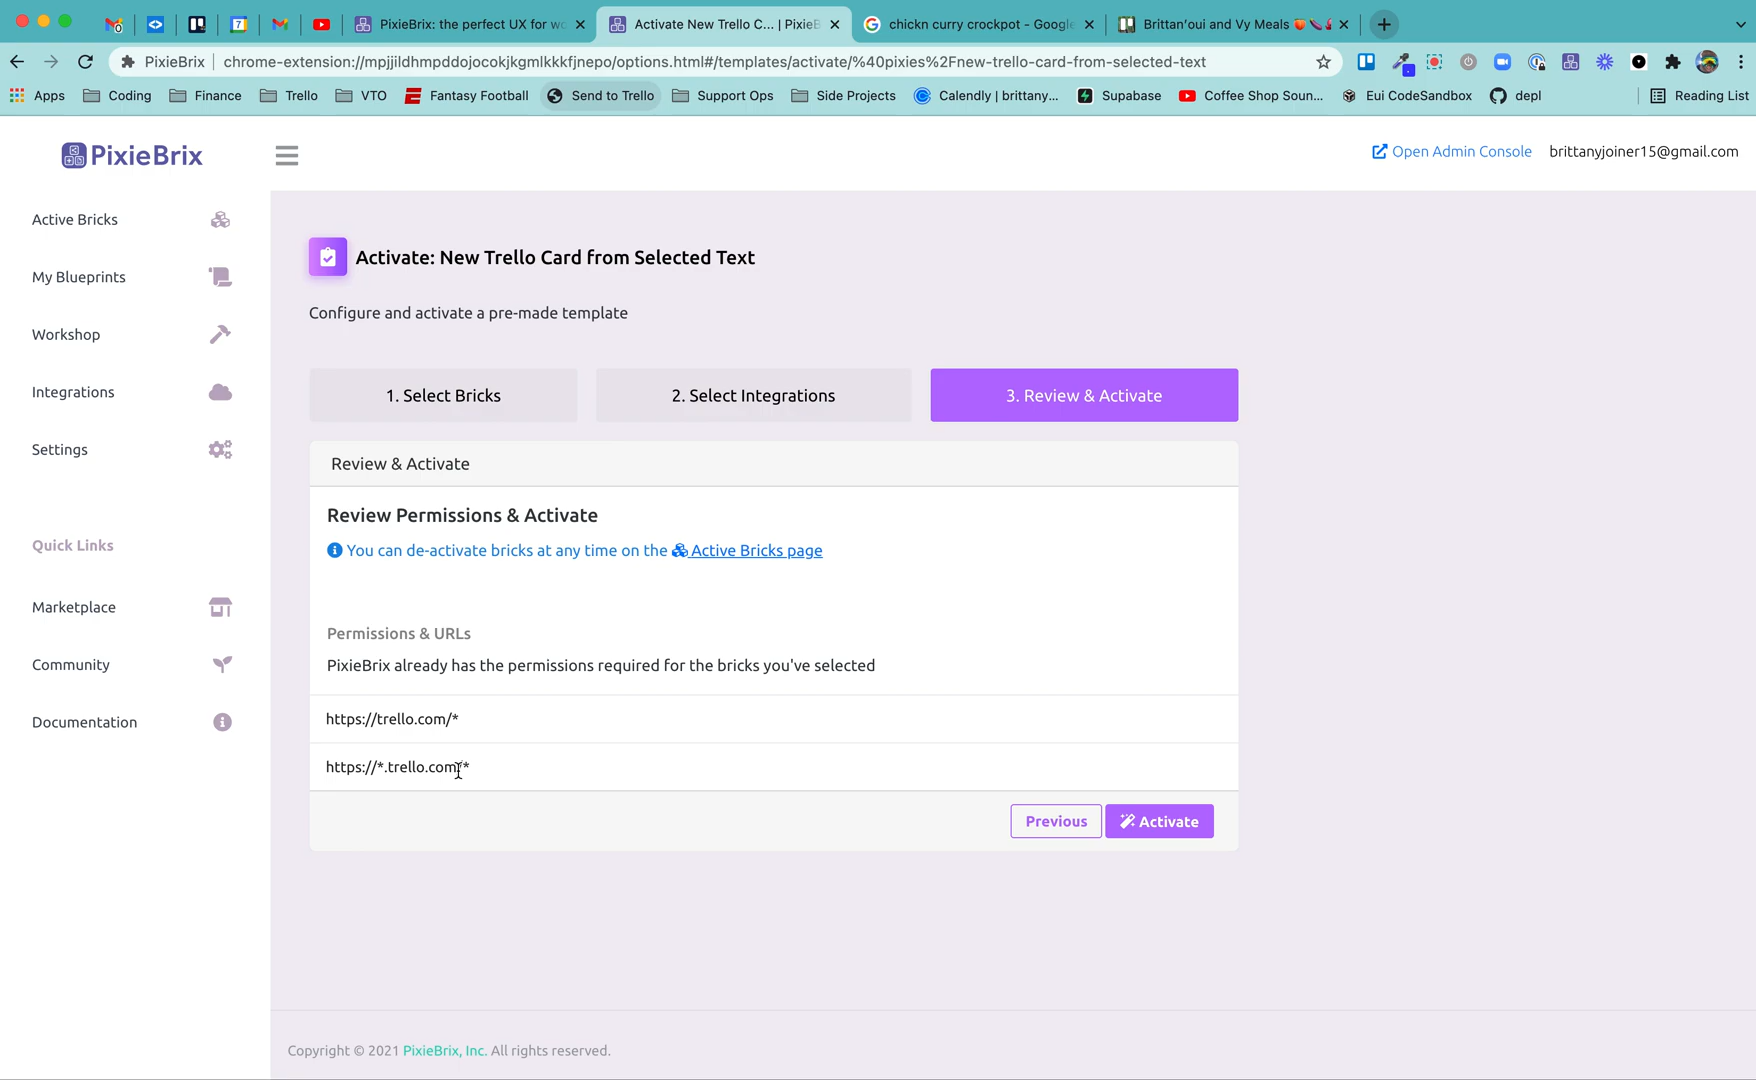 PixieBrix: the perfect UX for wo
Activate New Trello C... | PixieB
chickn curry crockpot - Google
Brittan'oui and Vy Meals
PixieBrix
chrome-extension://mpjjildhmpddojocokjkgmlkkkfjnepo/options.html#/templates/activate/%40pixies%2Fnew-trello-card-from-selected-text
Apps
Coding
Finance
Trello
VTO
Fantasy Football
Send to Trello
Support Ops
Side Projects
Calendly | brittany...
Supabase
Coffee Shop Soun...
Eui CodeSandbox
depl
Reading List
PixieBrix
Open Admin Console
brittanyjoiner15@gmail.com
Active Bricks
My Blueprints
Workshop
Integrations
Settings
Quick Links
Marketplace
Community
Documentation
Activate: New Trello Card from Selected Text
Configure and activate a pre-made template
1. Select Bricks
2. Select Integrations
3. Review & Activate
Review & Activate
Review Permissions & Activate
You can de-activate bricks at any time on the Active Bricks page
Permissions & URLs
PixieBrix already has the permissions required for the bricks you've selected
https://trello.com/*
https://*.trello.com/*
Previous
Activate
Copyright © 2021 PixieBrix, Inc. All rights reserved.